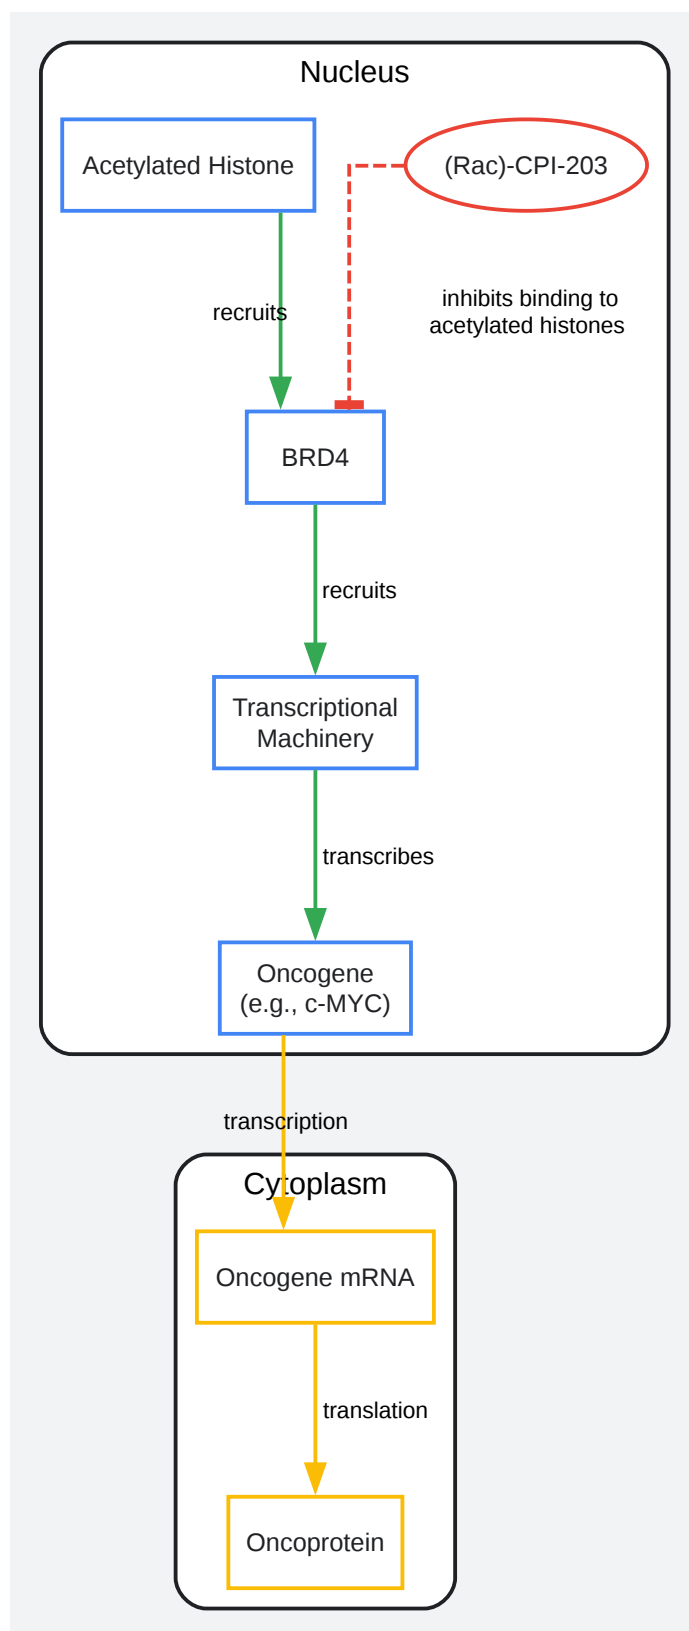 Nucleus
Acetylated Histone
(Rac)-CPI-203
recruits
inhibits binding to
acetylated histones
BRD4
recruits
Transcriptional
Machinery
transcribes
Oncogene
(e.g., c-MYC)
transcription
Cytoplasm
Oncogene mRNA
translation
Oncoprotein